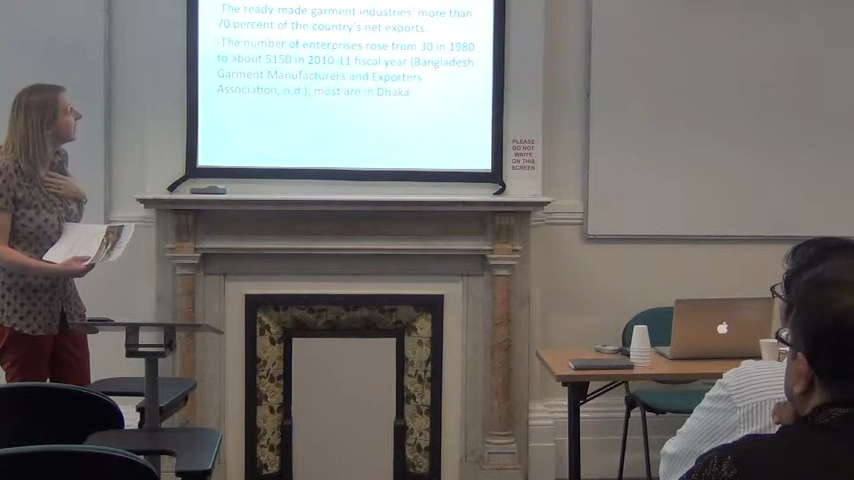 The ready-made garment industries, more than
70 percent of the country's net exports.
-The number of enterprises rose from 30 in 1980
to about 5150 in 2010-11 fiscal year (Bangladesh
Garment Manufacturers and Exporters
Association, n.d.), most are in Dhaka
PLEASE
DO NOT
WRITE
ON THIS
SCREEN